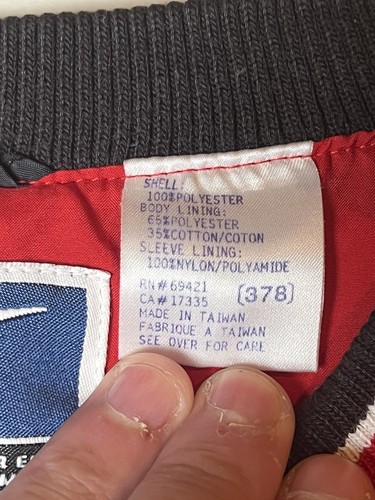 SHELL:
100%POLYESTER
BODY LINING:
65%POLYESTER
35%COTTON/COTON
SLEEVE LINING:
100%NYLON/POLYAMIDE
RN# 69421
CA# 17335 (378)
MADE IN TAIWAN
FABRIQUE A TAIWAN
SEE OVER FOR CARE